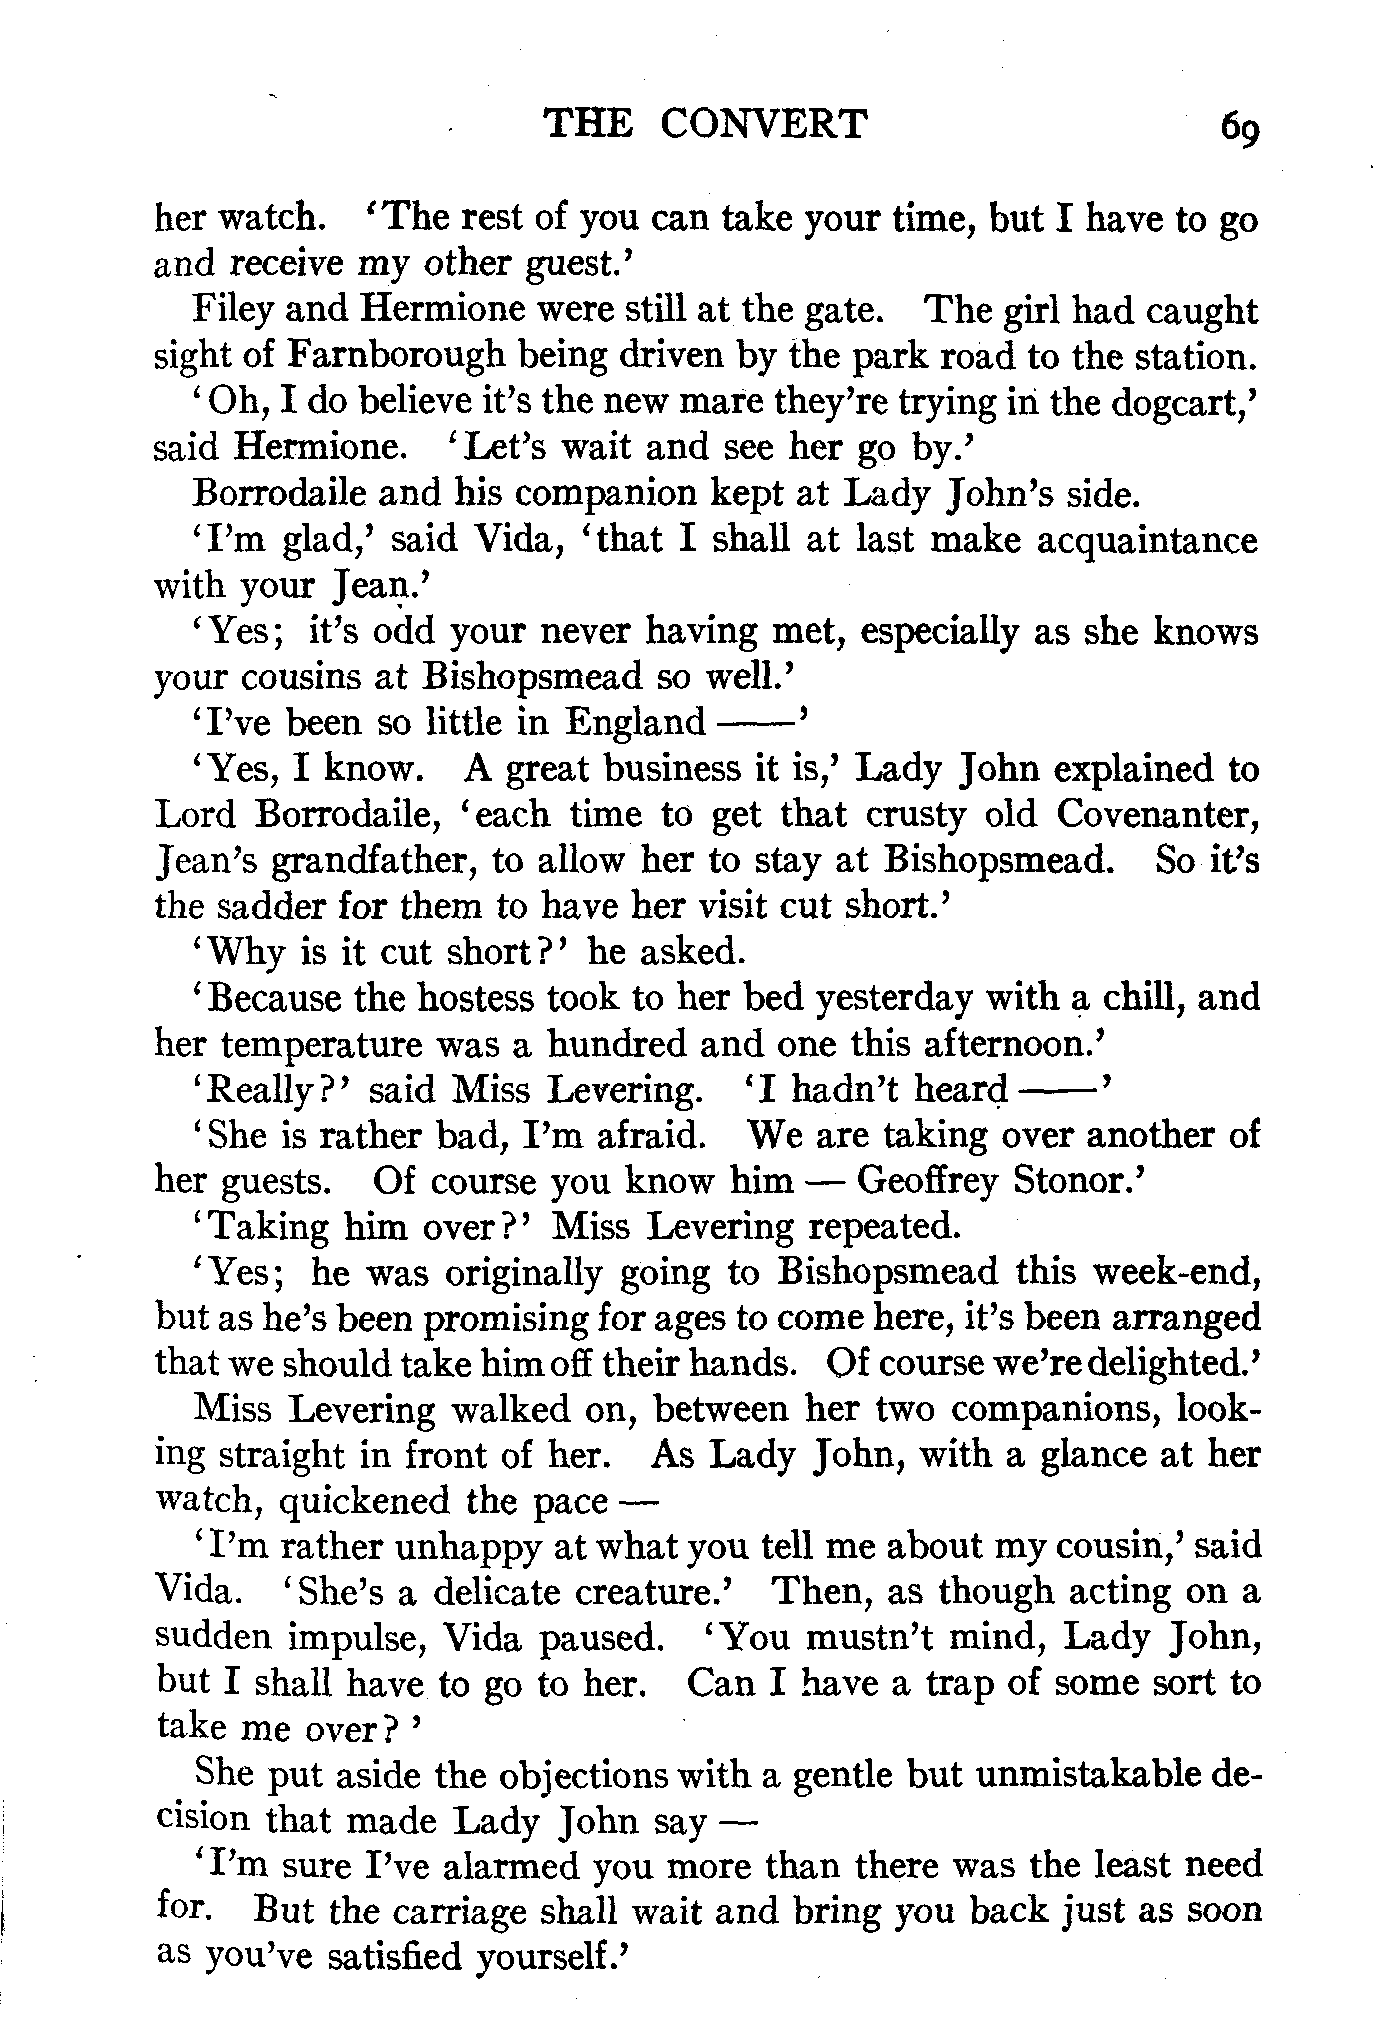 THE CONVERT 69
her watch. 'The rest of you can take your time, but I have to go
and receive my other guest.'
Filey and Hermione were still at the gate. The girl had caught
sight of Farnborough being driven by the park road to the station.
'Oh, I do believe it's the new mare they're trying in the dogcart,'
said Hermione. 'Let's wait and see her go by.'
Borrodaile and his companion kept at Lady John's side.
'I'm glad,' said Vida, 'that I shall at last make acquaintance
with your Jean.'
'Yes; it's odd your never having met, especially as she knows
your cousins at Bishopsmead so well.'
'I've been so little in England ——'
'Yes, I know. A great business it is,' Lady John explained to
Lord Borrodaile, 'each time to get that crusty old Covenanter,
Jean's grandfather, to allow her to stay at Bishopsmead. So it's
the sadder for them to have her visit cut short.'
'Why is it cut short?' he asked.
'Because the hostess took to her bed yesterday with a chill, and
her temperature was a hundred and one this afternoon.'
'Really?' said Miss Levering. 'I hadn't heard ——'
'She is rather bad, I'm afraid. We are taking over another of
her guests. Of course you know him — Geoffrey Stonor.'
'Taking him over?' Miss Levering repeated.
'Yes; he was originally going to Bishopsmead this week-end,
but as he's been promising for ages to come here, it's been arranged
that we should take him off their hands. Of course we're delighted.'
Miss Levering walked on, between her two companions, look-
ing straight in front of her. As Lady John, with a glance at her
watch, quickened the pace —
'I'm rather unhappy at what you tell me about my cousin,' said
Vida. 'She's a delicate creature.' Then, as though acting on a
sudden impulse, Vida paused. 'You mustn't mind, Lady John,
but I shall have to go to her. Can I have a trap of some sort to
take me over?'
She put aside the objections with a gentle but unmistakable de-
cision that made Lady John say —
'I'm sure I've alarmed you more than there was the least need
for. But the carriage shall wait and bring you back just as soon
as you've satisfied yourself.'